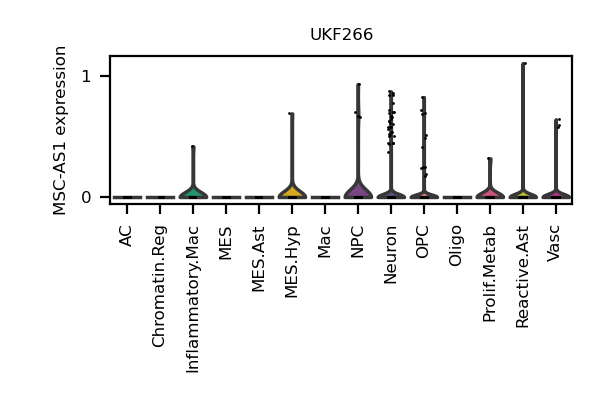 UKF266
MSC-AS1 expression
1
0
AC
Chromatin.Reg
Inflammatory.Mac
MES
MES.Ast
MES.Hyp
Mac
NPC
Neuron
OPC
Oligo
Prolif.Metab
Reactive.Ast
Vasc